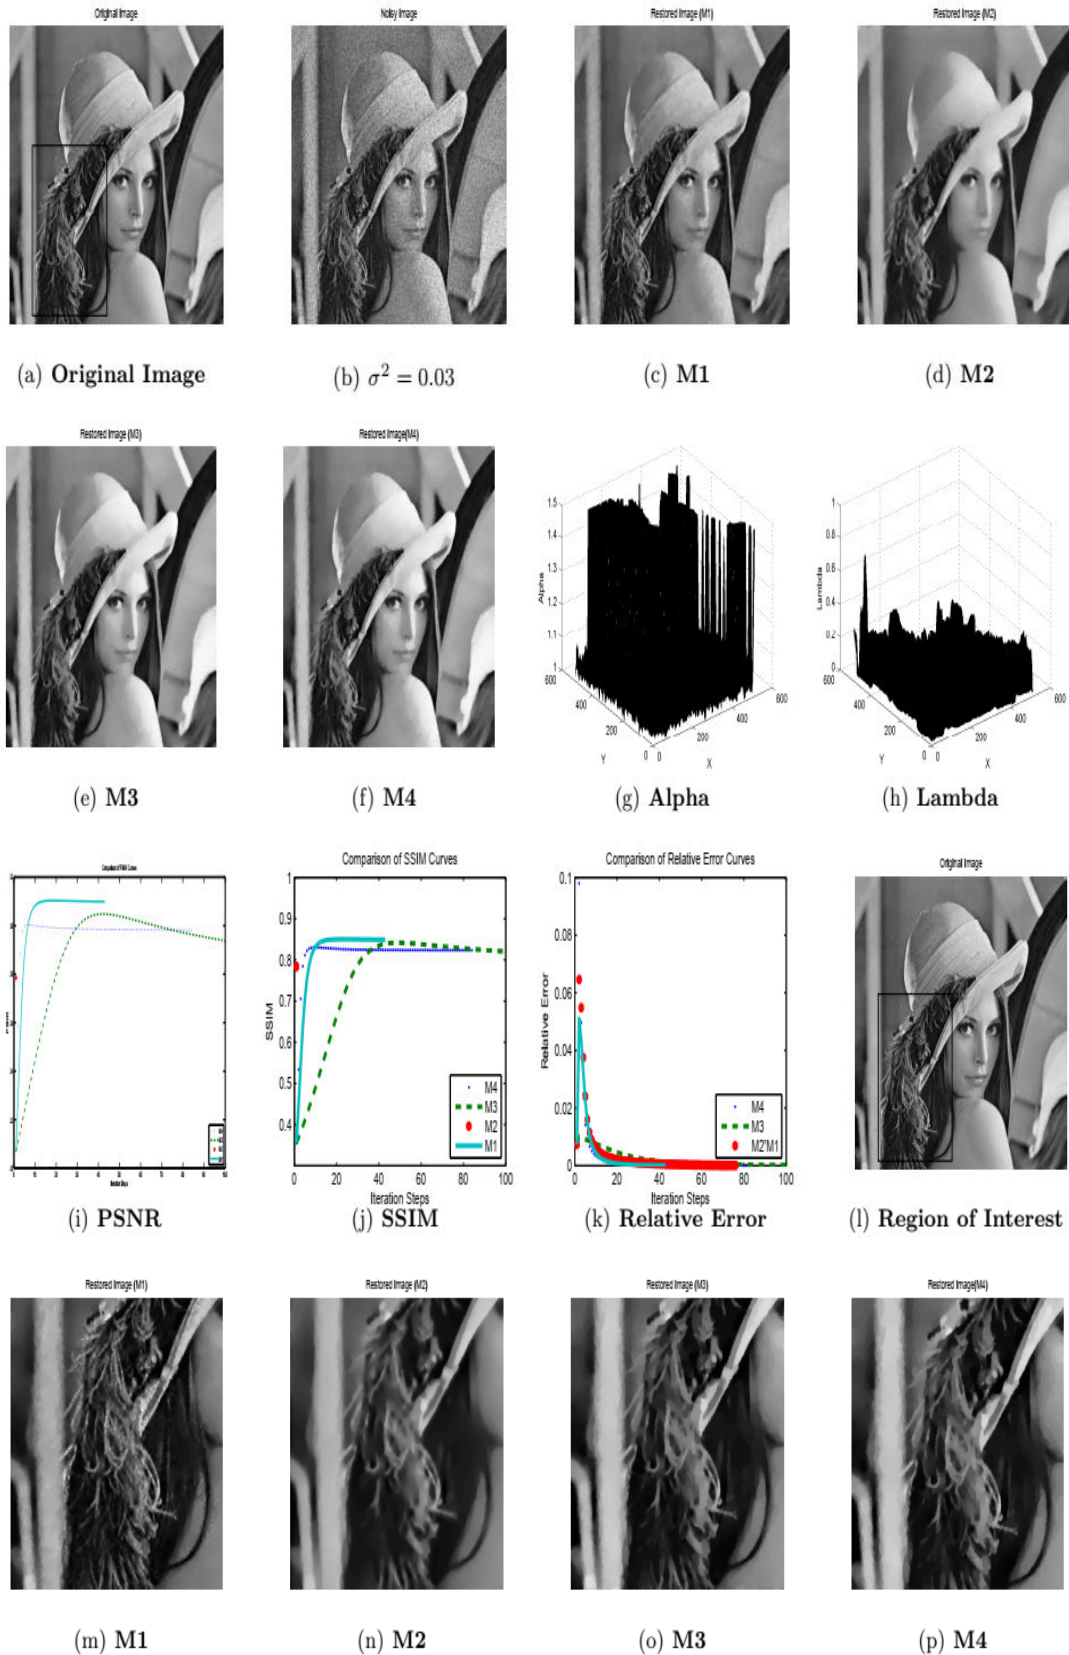 Original Image
Noisy Image
Restored Image (M1)
Restored Image (M2)
(a) Original Image
(b) σ² = 0.03
(c) M1
(d) M2
Restored Image (M3)
Restored Image(M4)
1.5
1.4
1.3
1.2
1.1
1
Alpha
600
400
200
0
Y
0
200
400
600
X
1
0.8
0.6
0.4
0.2
0
Lambda
600
400
200
0
Y
0
200
400
600
X
(e) M3
(f) M4
(g) Alpha
(h) Lambda
Comparison of PSNR Curves
Iteration Steps
Comparison of SSIM Curves
1
0.9
0.8
0.7
0.6
0.5
0.4
SSIM
M4
M3
M2
M1
0 20 40 60 80 100
Iteration Steps
Comparison of Relative Error Curves
0.1
0.08
0.06
0.04
0.02
0
Relative Error
M4
M3
M2'M1
0 20 40 60 80 100
Iteration Steps
Original Image
(i) PSNR
(j) SSIM
(k) Relative Error
(l) Region of Interest
Restored Image (M1)
Restored Image (M2)
Restored Image (M3)
Restored Image(M4)
(m) M1
(n) M2
(o) M3
(p) M4